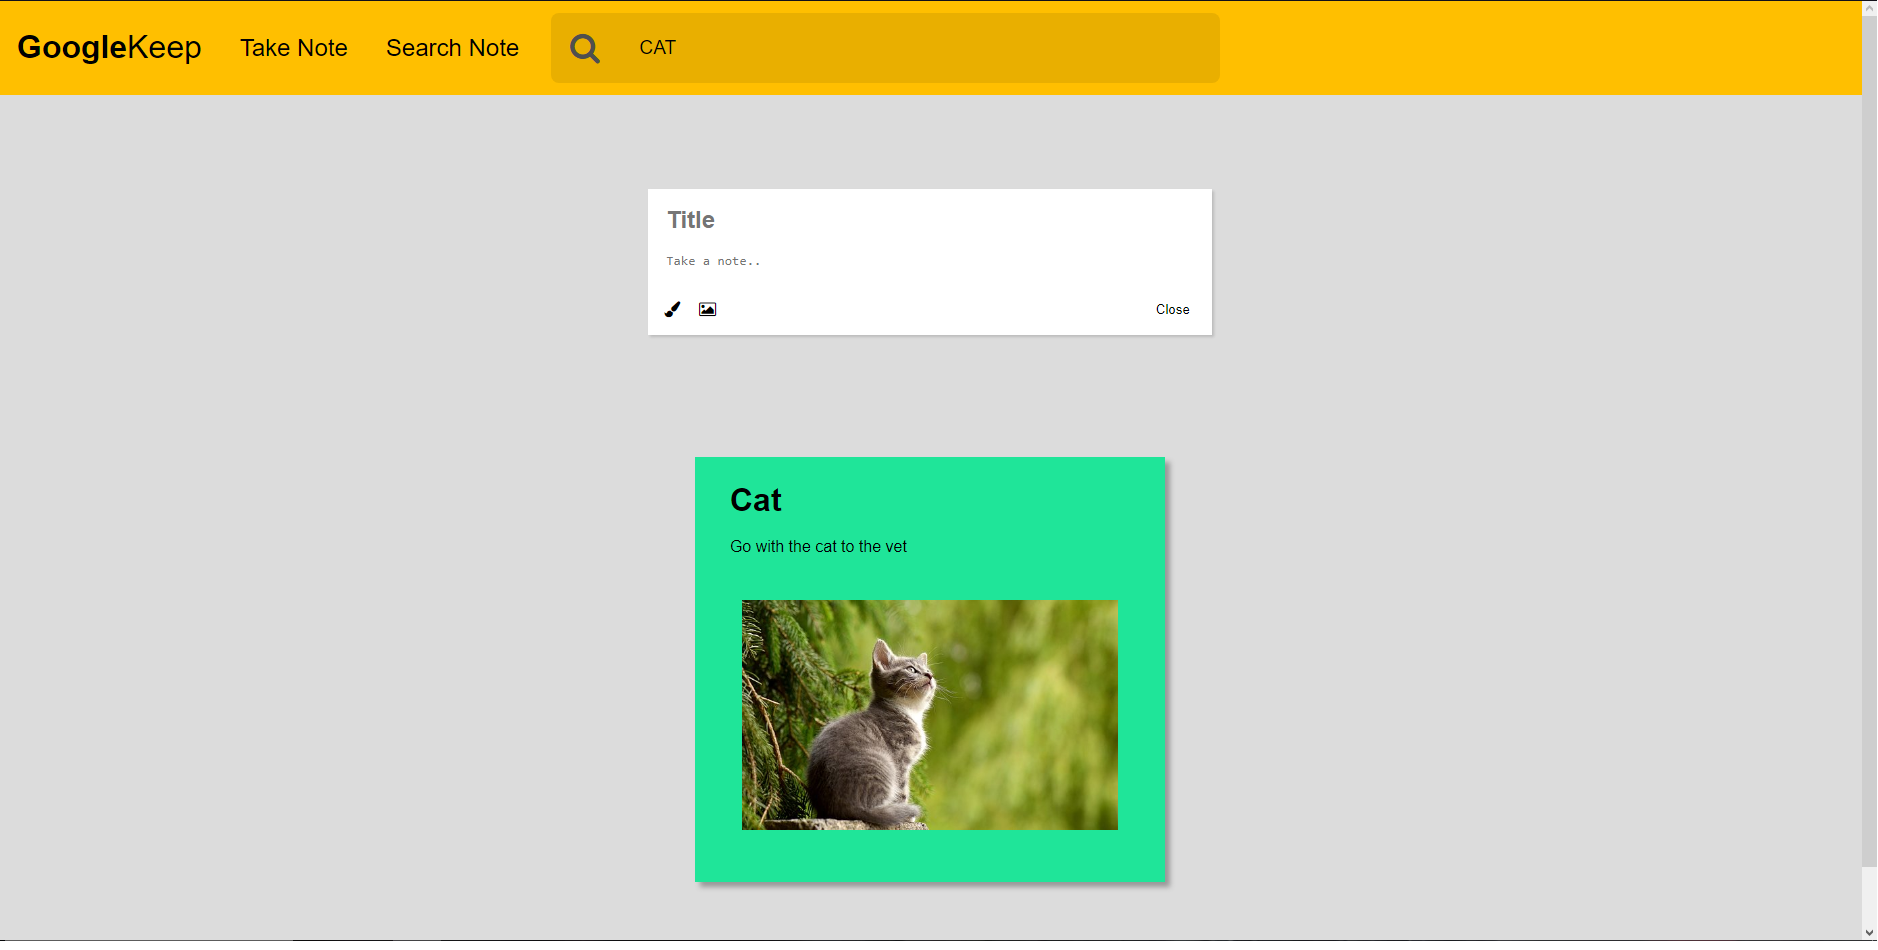 GoogleKeep Take Note Search Note CAT
Title
Take a note..
Close
Cat
Go with the cat to the vet